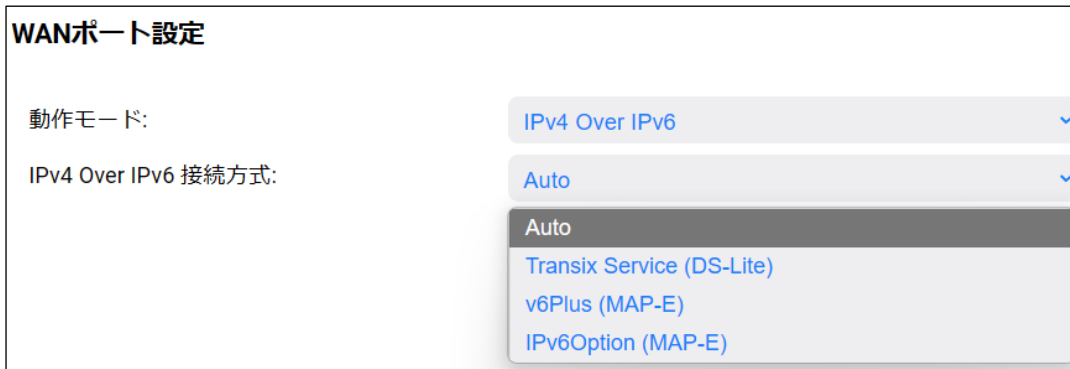 WANポート設定
動作モード:
IPv4 Over IPv6
IPv4 Over IPv6 接続方式:
Auto
Auto
Transix Service (DS-Lite)
v6Plus (MAP-E)
IPv6Option (MAP-E)